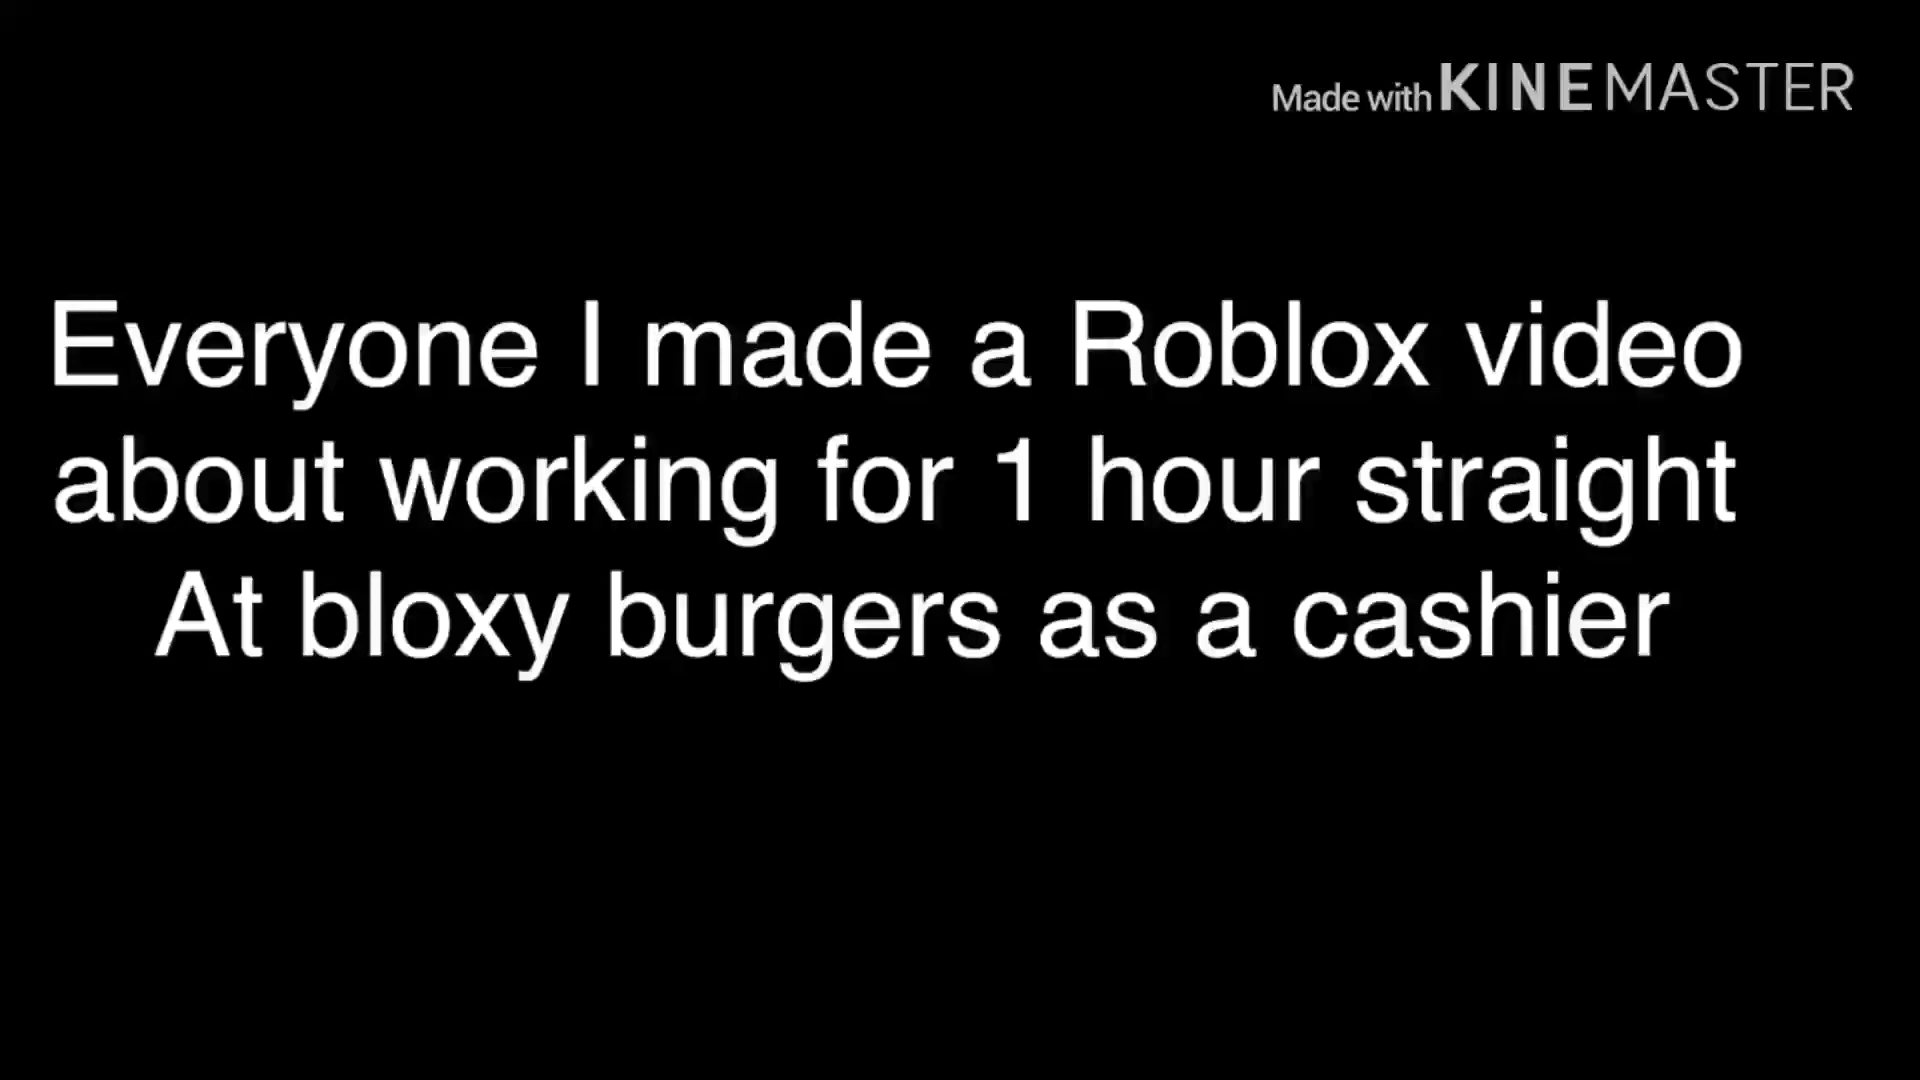 Made with KINEMASTER
Everyone I made a Roblox video
about working for 1 hour straight
At bloxy burgers as a cashier